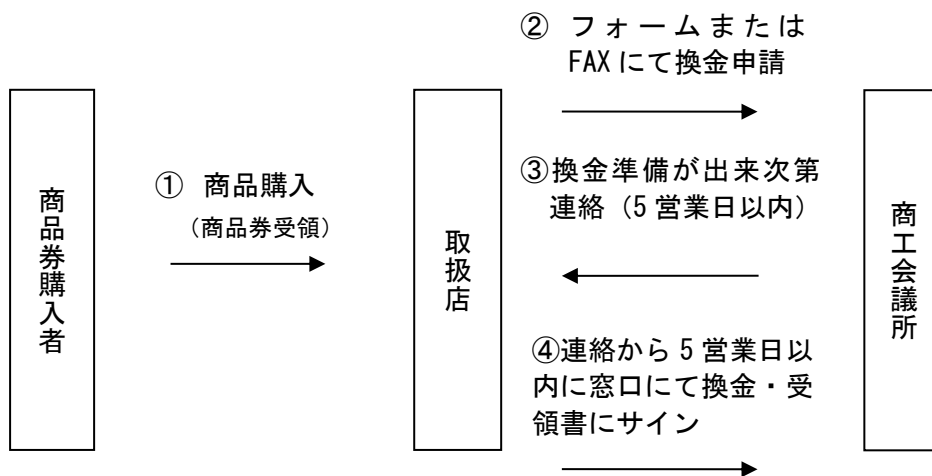 ② フォームまたは
FAXにて換金申請
商品券購入者
① 商品購入
（商品券受領）
取扱店
③換金準備が出来次第
連絡（5営業日以内）
商工会議所
④連絡から5営業日以
内に窓口にて換金・受
領書にサイン